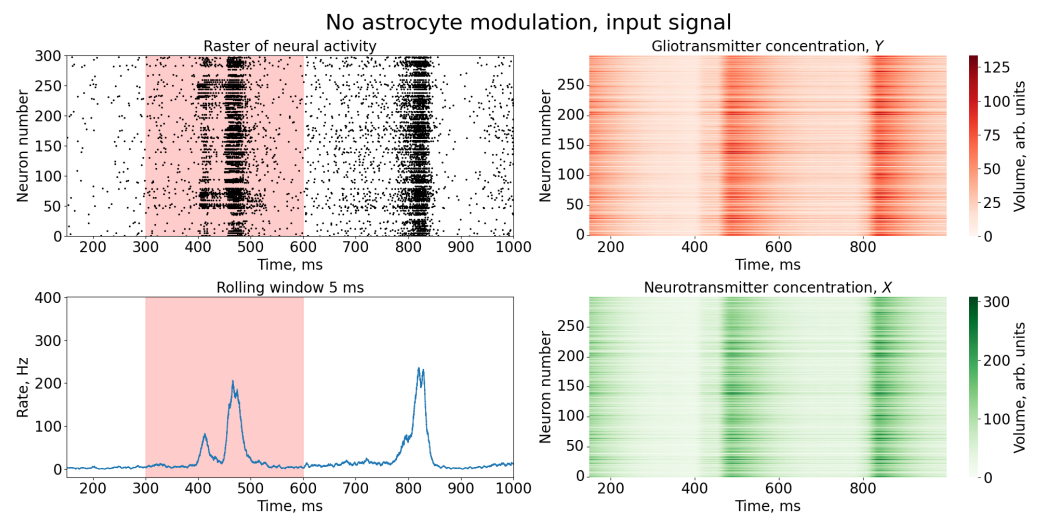 No astrocyte modulation, input signal
Raster of neural activity
Neuron number
300
250
200
150
100
50
0
200 300 400 500 600 700 800 900 1000
Time, ms
Gliotransmitter concentration, Y
Neuron number
250
200
150
100
50
0
200 400 600 800
Time, ms
125
100
75
50
25
0
Volume, arb. units
Rolling window 5 ms
Rate, Hz
400
300
200
100
0
200 300 400 500 600 700 800 900 1000
Time, ms
Neurotransmitter concentration, X
Neuron number
250
200
150
100
50
0
200 400 600 800
Time, ms
300
200
100
0
Volume, arb. units